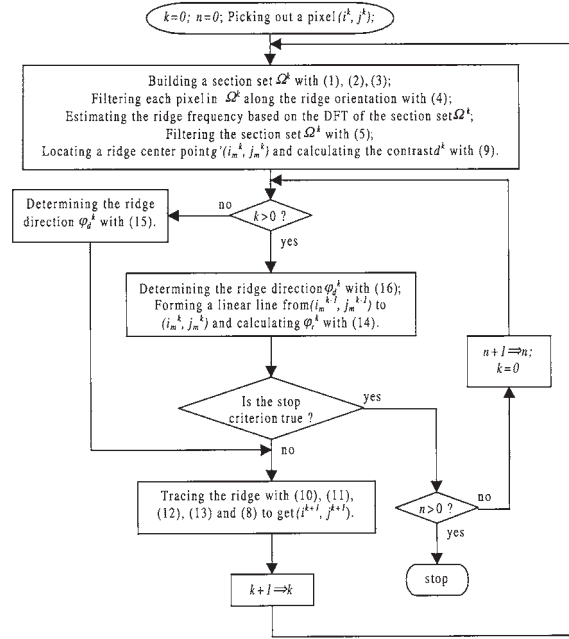 k=0; n=0; Picking out a pixel(i^k, j^k);
Building a section set Ω^k with (1), (2), (3);
Filtering each pixel in Ω^k along the ridge orientation with (4);
Estimating the ridge frequency based on the DFT of the section set Ω^k;
Filtering the section set Ω^k with (5);
Locating a ridge center point g'(i_m^k, j_m^k) and calculating the contrast d^k with (9).
Determining the ridge
direction φ_d^k with (15).
no
k>0 ?
yes
Determining the ridge direction φ_d^k with (16);
Forming a linear line from (i_m^{k-1}, j_m^{k-1}) to
(i_m^k, j_m^k) and calculating φ_r^k with (14).
n+1⇒n;
k=0
Is the stop
criterion true ?
yes
no
Tracing the ridge with (10), (11),
(12), (13) and (8) to get (i^{k+1}, j^{k+1}).
n>0 ?
no
yes
stop
k+1⇒k